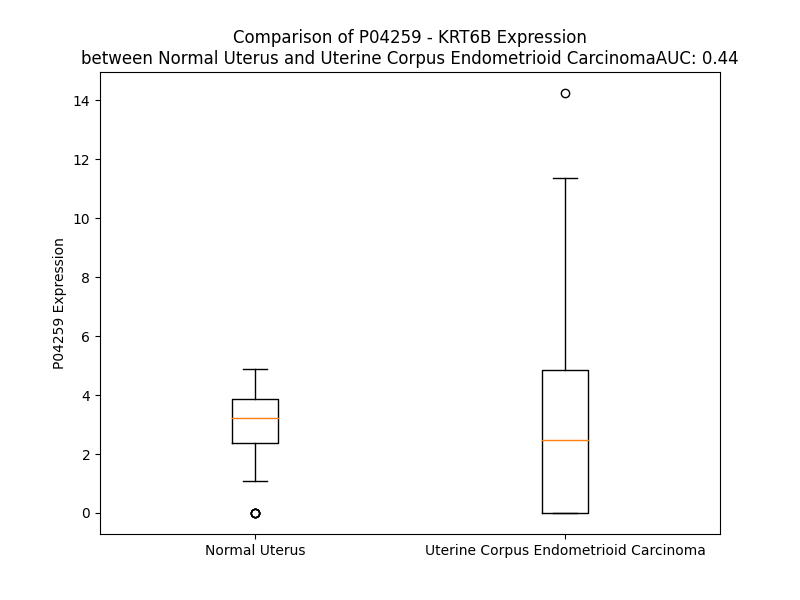 Comparison of P04259 - KRT6B Expression
between Normal Uterus and Uterine Corpus Endometrioid CarcinomaAUC: 0.44
14
12
10
8
6
4
2
0
P04259 Expression
Normal Uterus
Uterine Corpus Endometrioid Carcinoma